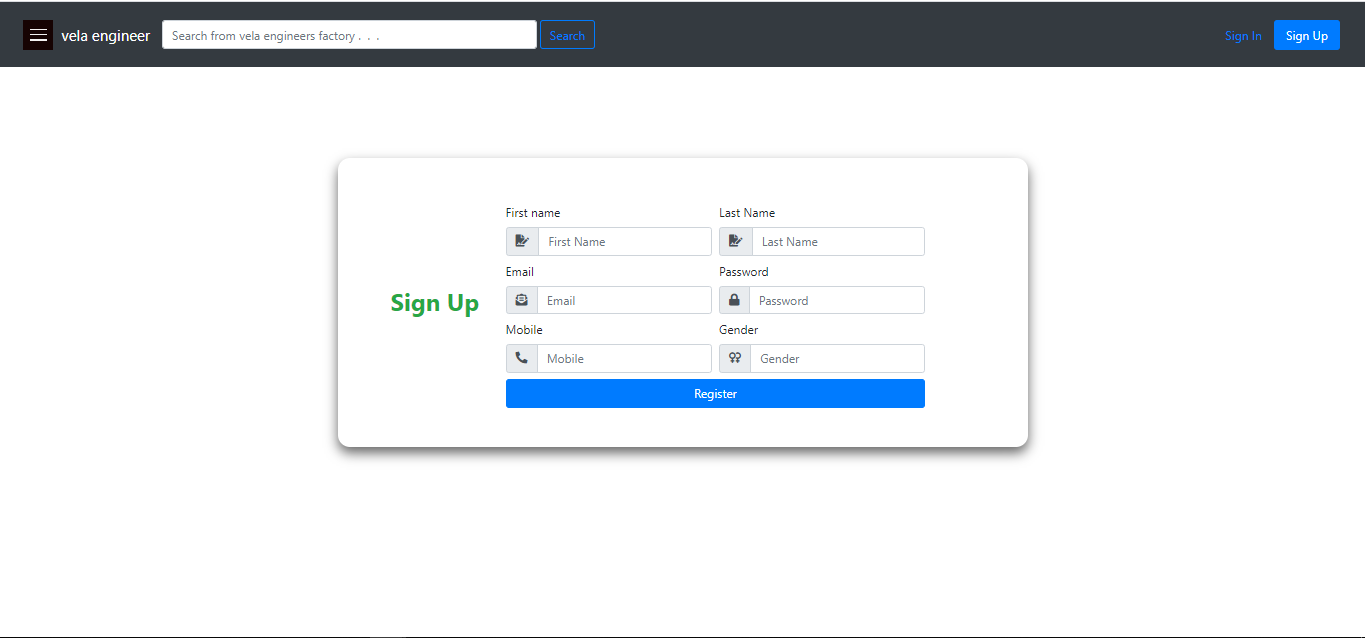 vela engineer Search from vela engineers factory . . . Search Sign In Sign Up
First name Last Name
First Name Last Name
Email Password
Sign Up
Email Password
Mobile Gender
Mobile Gender
Register